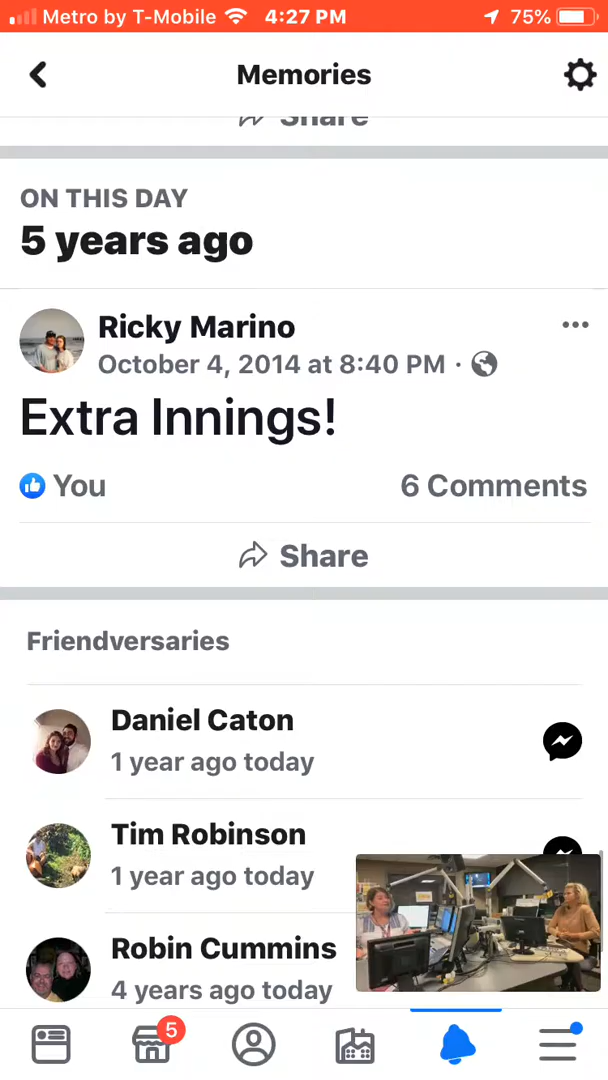 Metro by T-Mobile 4:27 PM 75%
Memories
Share
ON THIS DAY
5 years ago
Ricky Marino
October 4, 2014 at 8:40 PM ·
Extra Innings!
You 6 Comments
Share
Friendversaries
Daniel Caton
1 year ago today
Tim Robinson
1 year ago today
Robin Cummins
4 years ago today
5